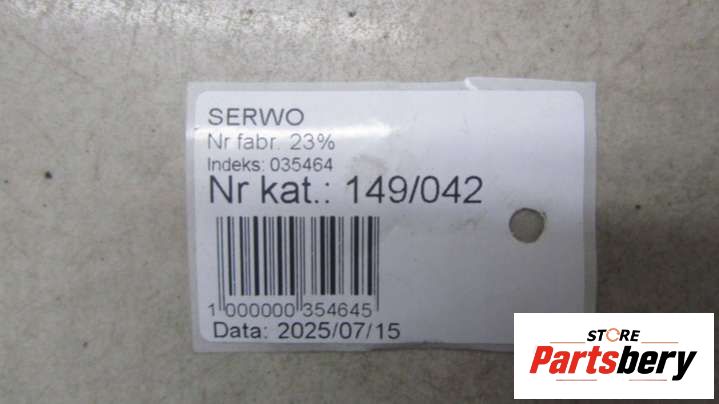 SERWO
Nr fabr. 23%
Indeks: 035464
Nr kat.: 149/042
1 000000 354645
Data: 2025/07/15
STORE
Partsbery